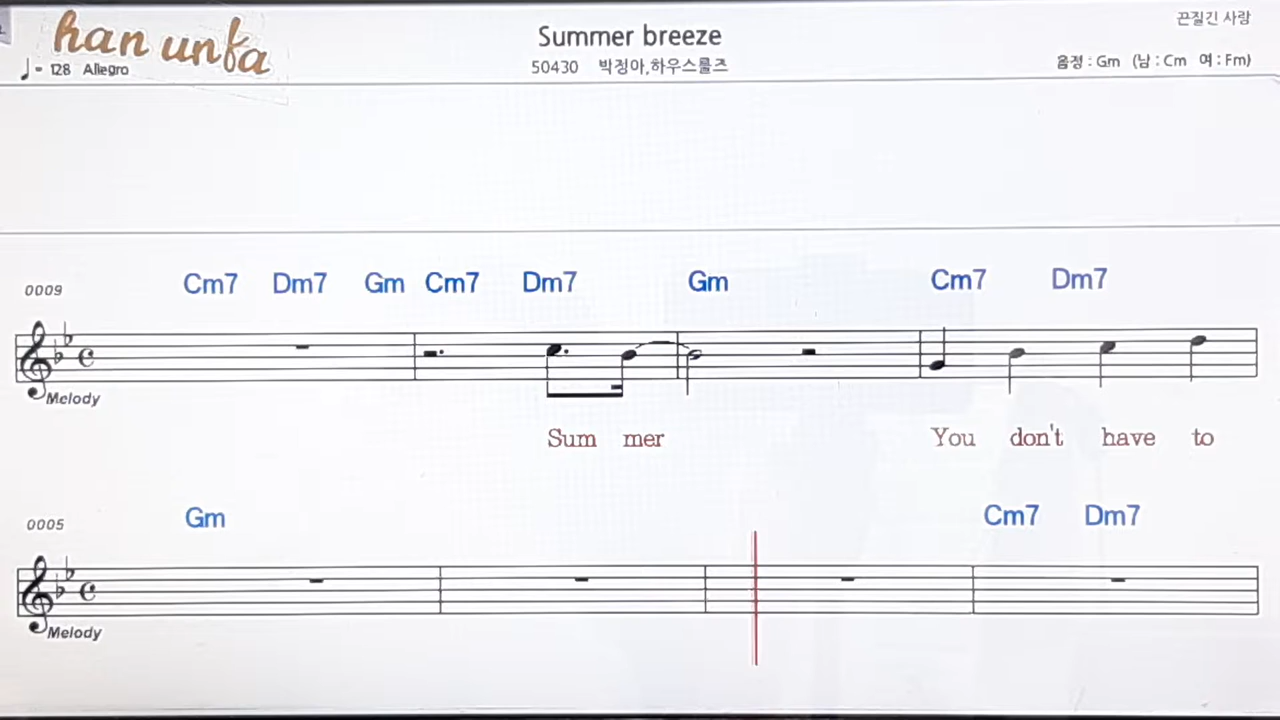 han unfa
♩= 128 Allegro
Summer breeze
50430 박정아,하우스룰즈
끈질긴 사랑
음정 : Gm (남 : Cm 여 : Fm)
0009
Cm7 Dm7 Gm Cm7 Dm7 Gm Cm7 Dm7
Melody
Sum mer You don't have to
0005
Gm Cm7 Dm7
Melody